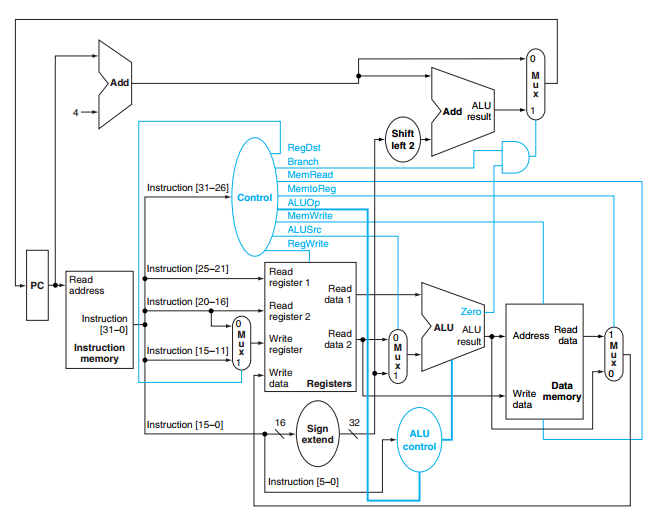 Add
4
Add
ALU
result
0
M
u
x
1
Shift
left 2
RegDst
Branch
MemRead
MemtoReg
ALUOp
MemWrite
ALUSrc
RegWrite
Control
Instruction [31–26]
Instruction [25–21]
Instruction [20–16]
Instruction [15–11]
Instruction [15–0]
Instruction [5–0]
PC
Read
address
Instruction
[31–0]
Instruction
memory
0
M
u
x
1
Read
register 1
Read
register 2
Write
register
Write
data
Read
data 1
Read
data 2
Registers
0
M
u
x
1
Zero
ALU
ALU
result
Address
Read
data
Write
data
Data
memory
1
M
u
x
0
16
Sign
extend
32
ALU
control